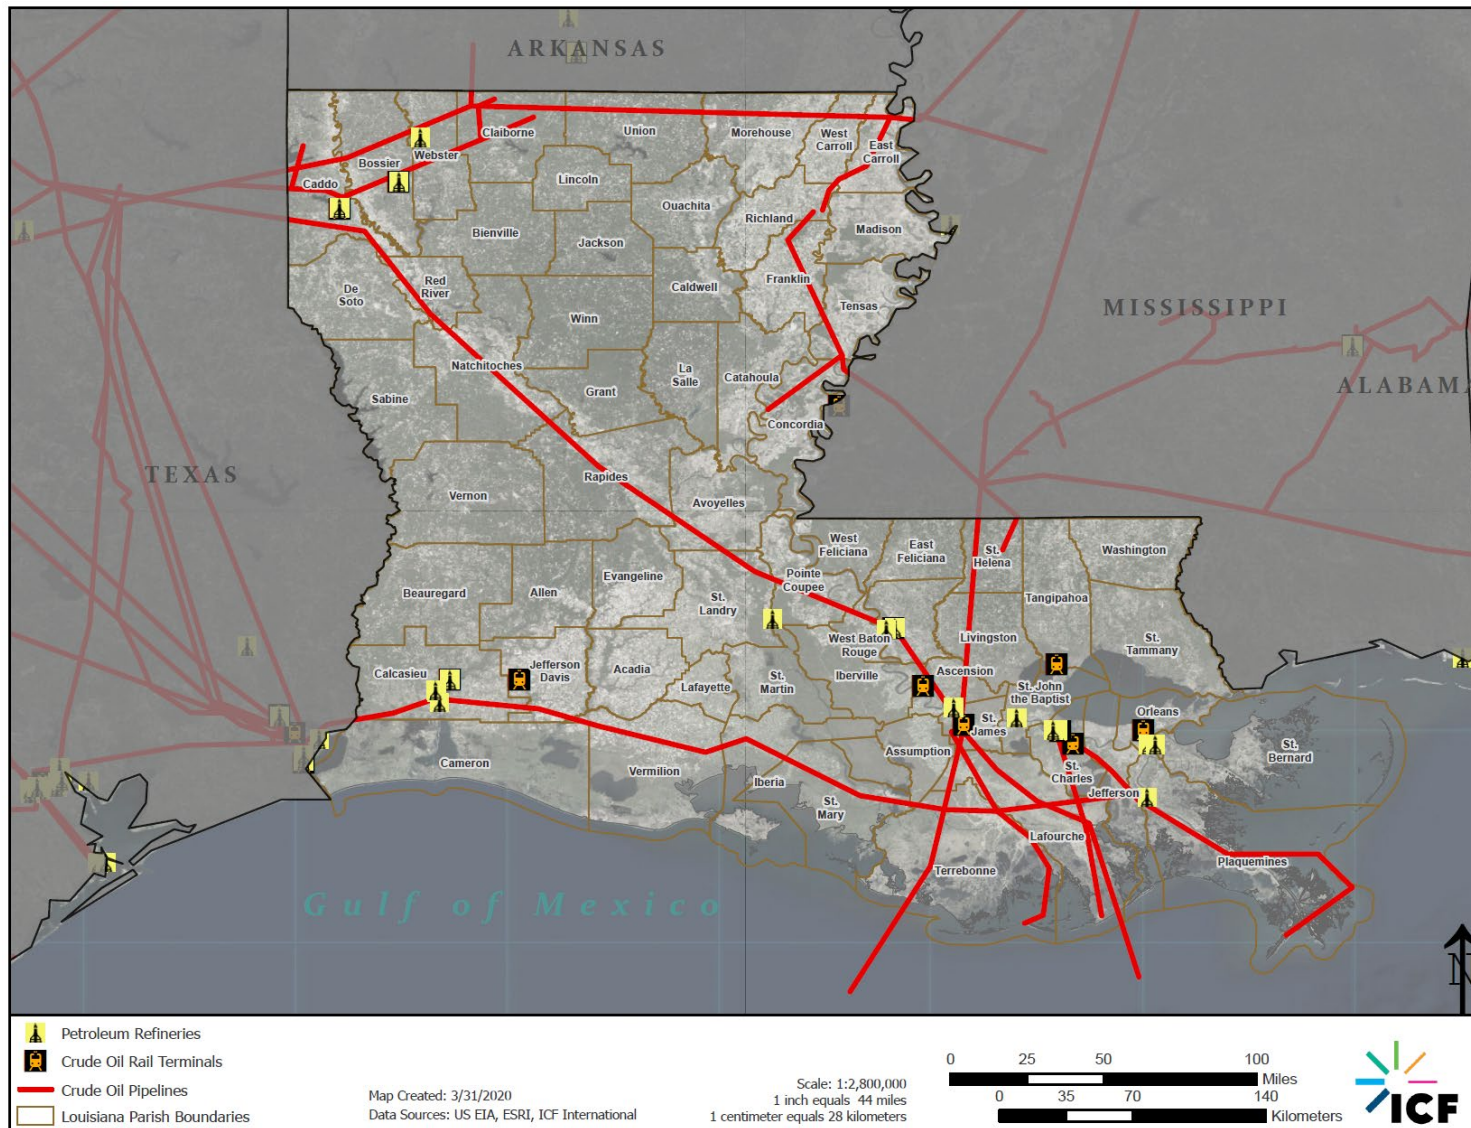 ARKANSAS
Claiborne
Union
Morehouse
West
Carroll
East
Carroll
Bossier
Webster
Caddo
Lincoln
Ouachita
Richland
Madison
Bienville
Jackson
De
Soto
Red
River
Caldwell
Franklin
Tensas
MISSISSIPPI
Winn
Natchitoches
La
Salle
Catahoula
Sabine
Grant
Concordia
ALABAMA
TEXAS
Rapides
Vernon
Avoyelles
West
Feliciana
East
Feliciana
St.
Helena
Washington
Evangeline
Pointe
Coupee
Beauregard
Allen
St.
Landry
Tangipahoa
West Baton
Rouge
Livingston
St.
Tammany
Calcasieu
Jefferson
Davis
Acadia
Lafayette
St.
Martin
Iberville
Ascension
St. John
the Baptist
Orleans
St.
James
Assumption
St.
Bernard
Cameron
Vermilion
Iberia
St.
Mary
St.
Charles
Jefferson
Lafourche
Terrebonne
Plaquemines
Gulf of Mexico
N
Petroleum Refineries
Crude Oil Rail Terminals
Crude Oil Pipelines
Louisiana Parish Boundaries
Map Created: 3/31/2020
Data Sources: US EIA, ESRI, ICF International
Scale: 1:2,800,000
1 inch equals 44 miles
1 centimeter equals 28 kilometers
0 25 50 100
Miles
0 35 70 140
Kilometers
ICF